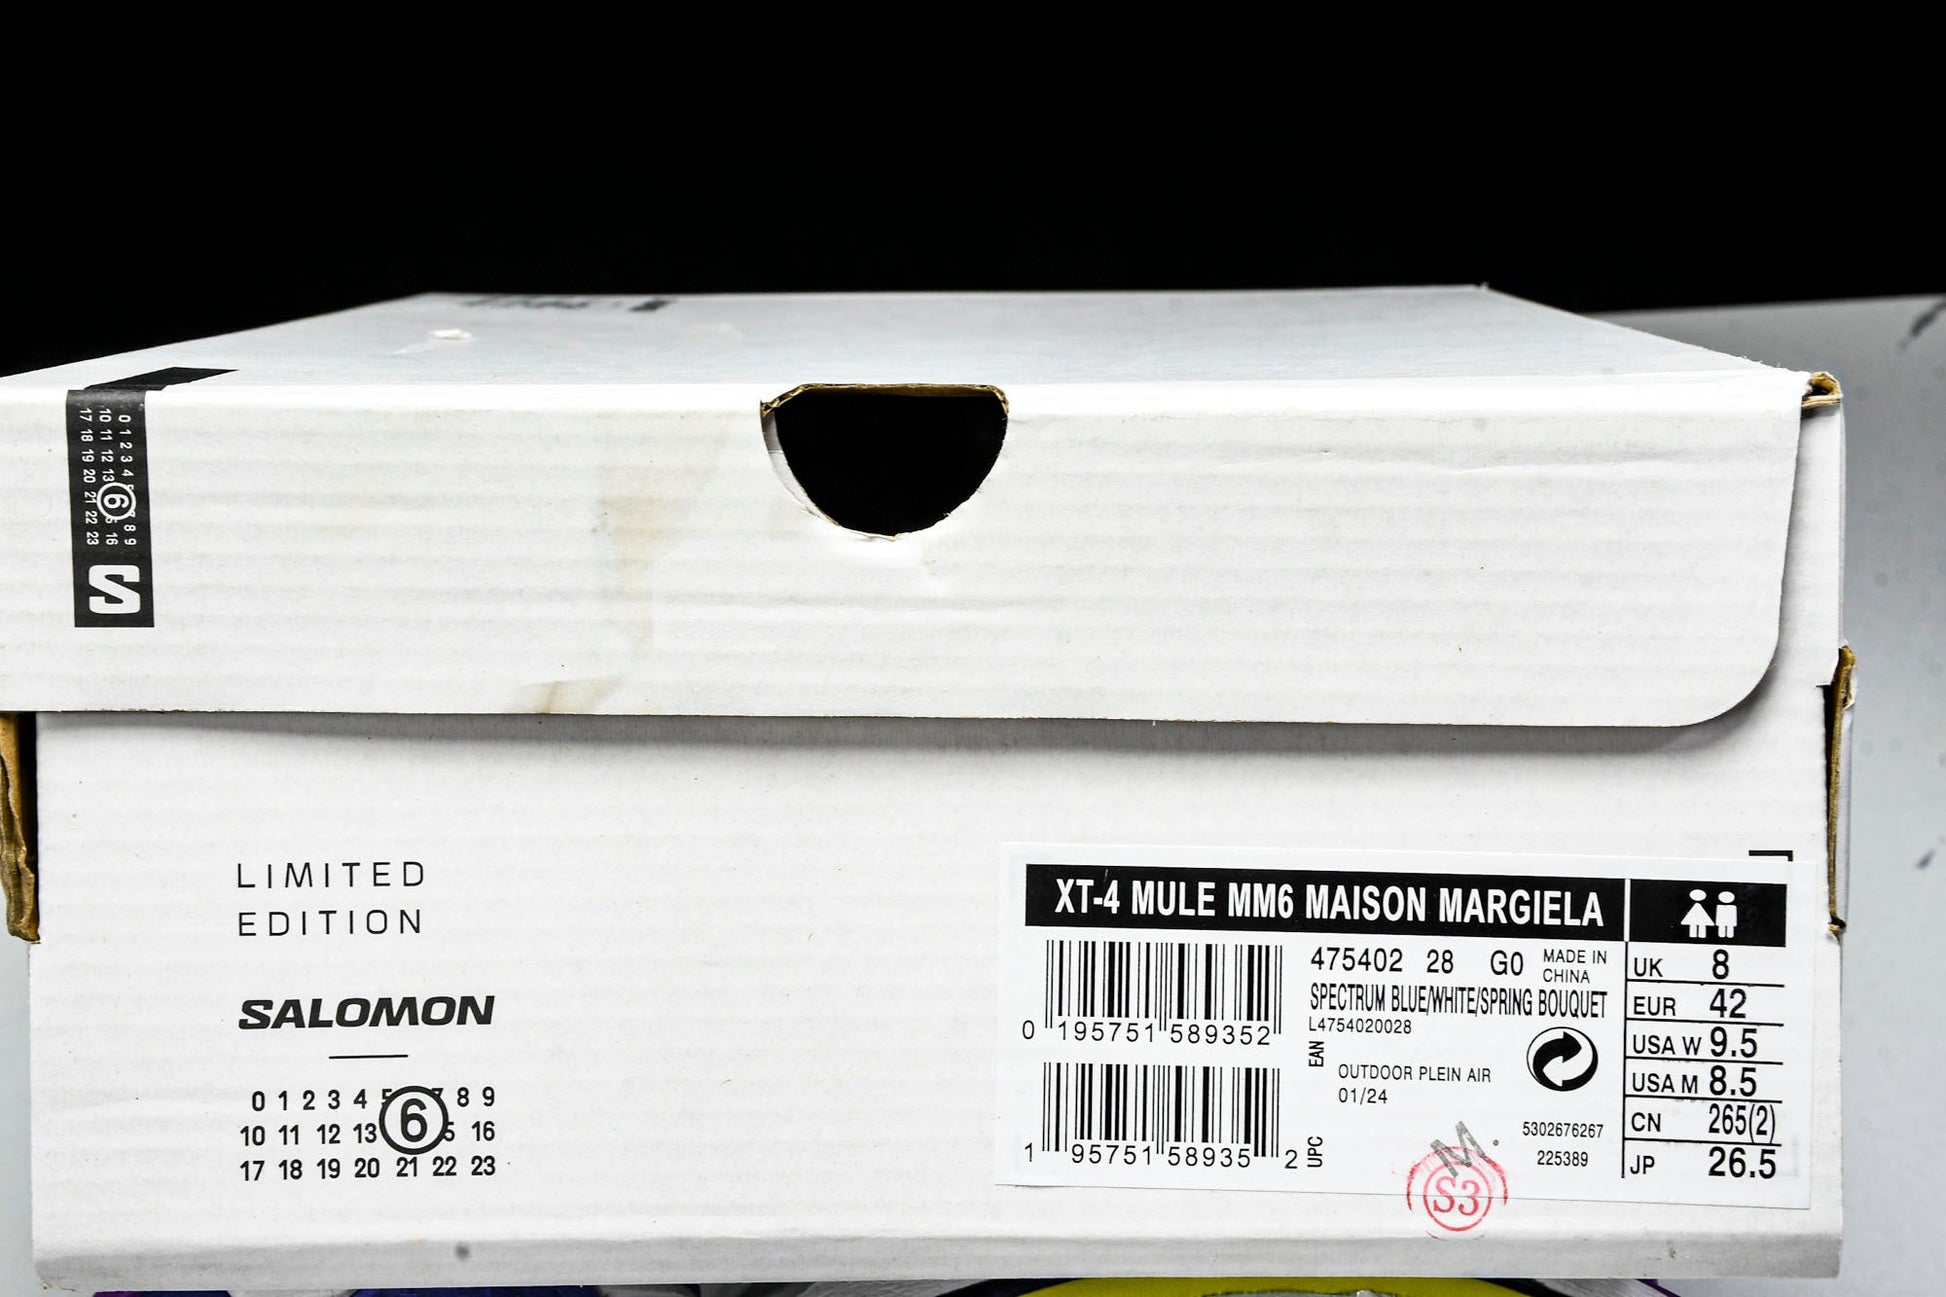 0 1 2 3 4 6 8 9
10 11 12 13 16
17 18 19 20 21 22 23
S
LIMITED
EDITION
SALOMON
0 1 2 3 4 6 8 9
10 11 12 13 16
17 18 19 20 21 22 23
XT-4 MULE MM6 MAISON MARGIELA
475402 28 G0 MADE IN
CHINA
SPECTRUM BLUE/WHITE/SPRING BOUQUET
L4754020028
0 195751 589352
EAN
OUTDOOR PLEIN AIR
01/24
1 95751 58935 2
UPC
5302676267
225389
M.
S3
UK 8
EUR 42
USA W 9.5
USA M 8.5
CN 265(2)
JP 26.5